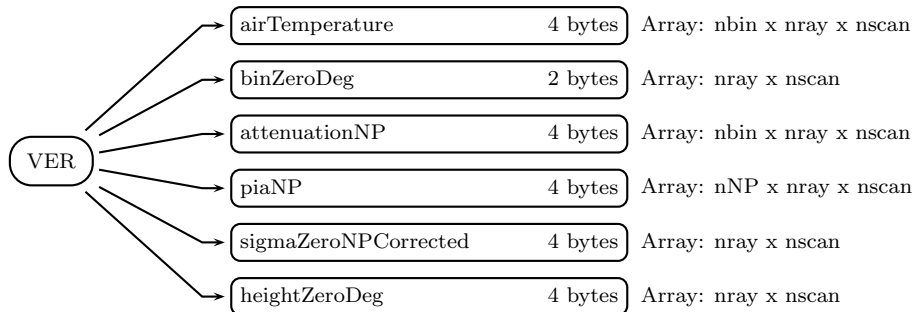 airTemperature 4 bytes Array: nbin x nray x nscan
binZeroDeg 2 bytes Array: nray x nscan
attenuationNP 4 bytes Array: nbin x nray x nscan
VER
piaNP 4 bytes Array: nNP x nray x nscan
sigmaZeroNPCorrected 4 bytes Array: nray x nscan
heightZeroDeg 4 bytes Array: nray x nscan